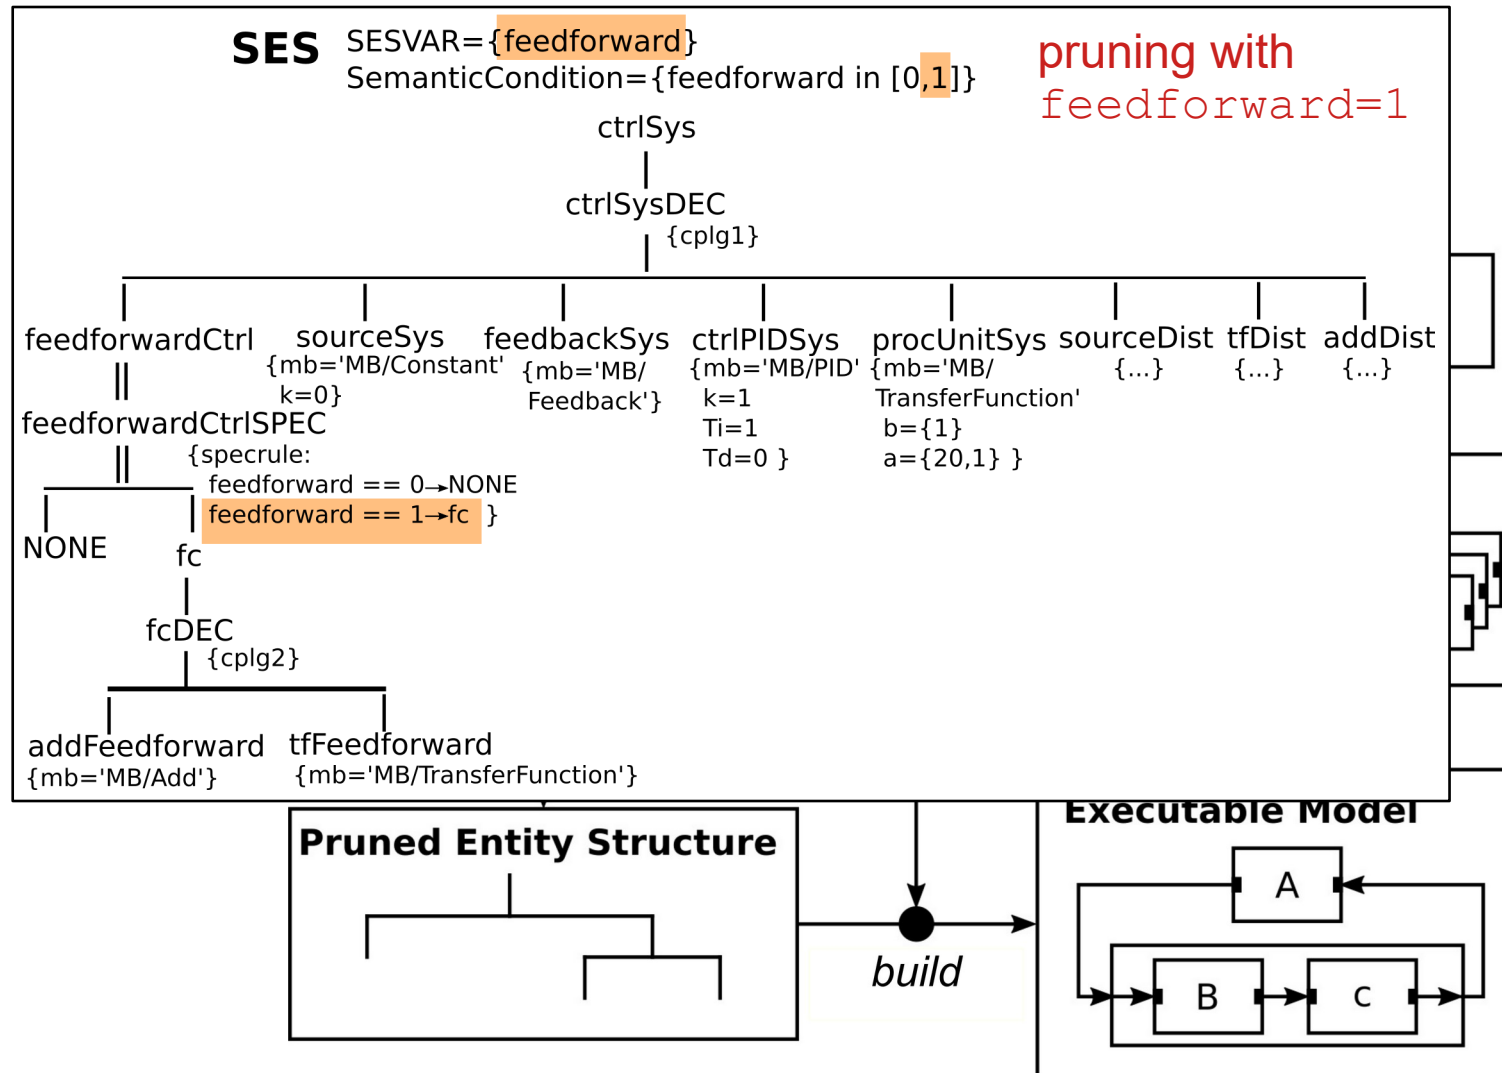 SES
SESVAR={feedforward}
SemanticCondition={feedforward in [0,1]}
pruning with
feedforward=1
ctrlSys
ctrlSysDEC
{cplg1}
feedforwardCtrl
sourceSys
{mb='MB/Constant'
k=0}
feedbackSys
{mb='MB/
Feedback'}
ctrlPIDSys
{mb='MB/PID'
k=1
Ti=1
Td=0 }
procUnitSys
{mb='MB/
TransferFunction'
b={1}
a={20,1} }
sourceDist
{...}
tfDist
{...}
addDist
{...}
feedforwardCtrlSPEC
{specrule:
feedforward == 0→NONE
feedforward == 1→fc }
NONE
fc
fcDEC
{cplg2}
addFeedforward
{mb='MB/Add'}
tfFeedforward
{mb='MB/TransferFunction'}
Pruned Entity Structure
build
Executable Model
A
B
c